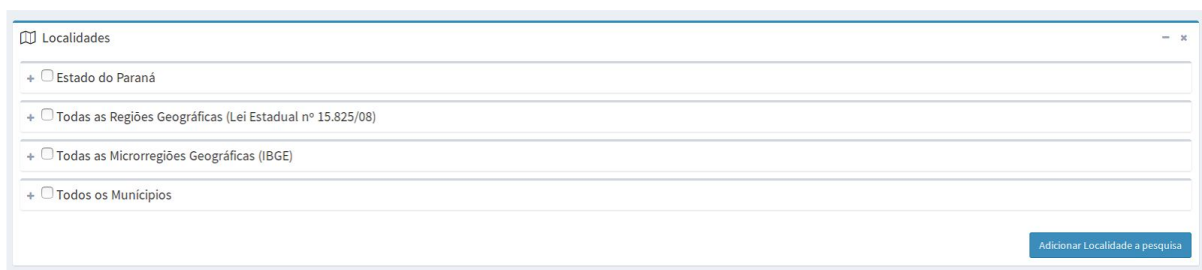 Localidades
Estado do Paraná
Todas as Regiões Geográficas (Lei Estadual nº 15.825/08)
Todas as Microrregiões Geográficas (IBGE)
Todos os Municípios
Adicionar Localidade a pesquisa